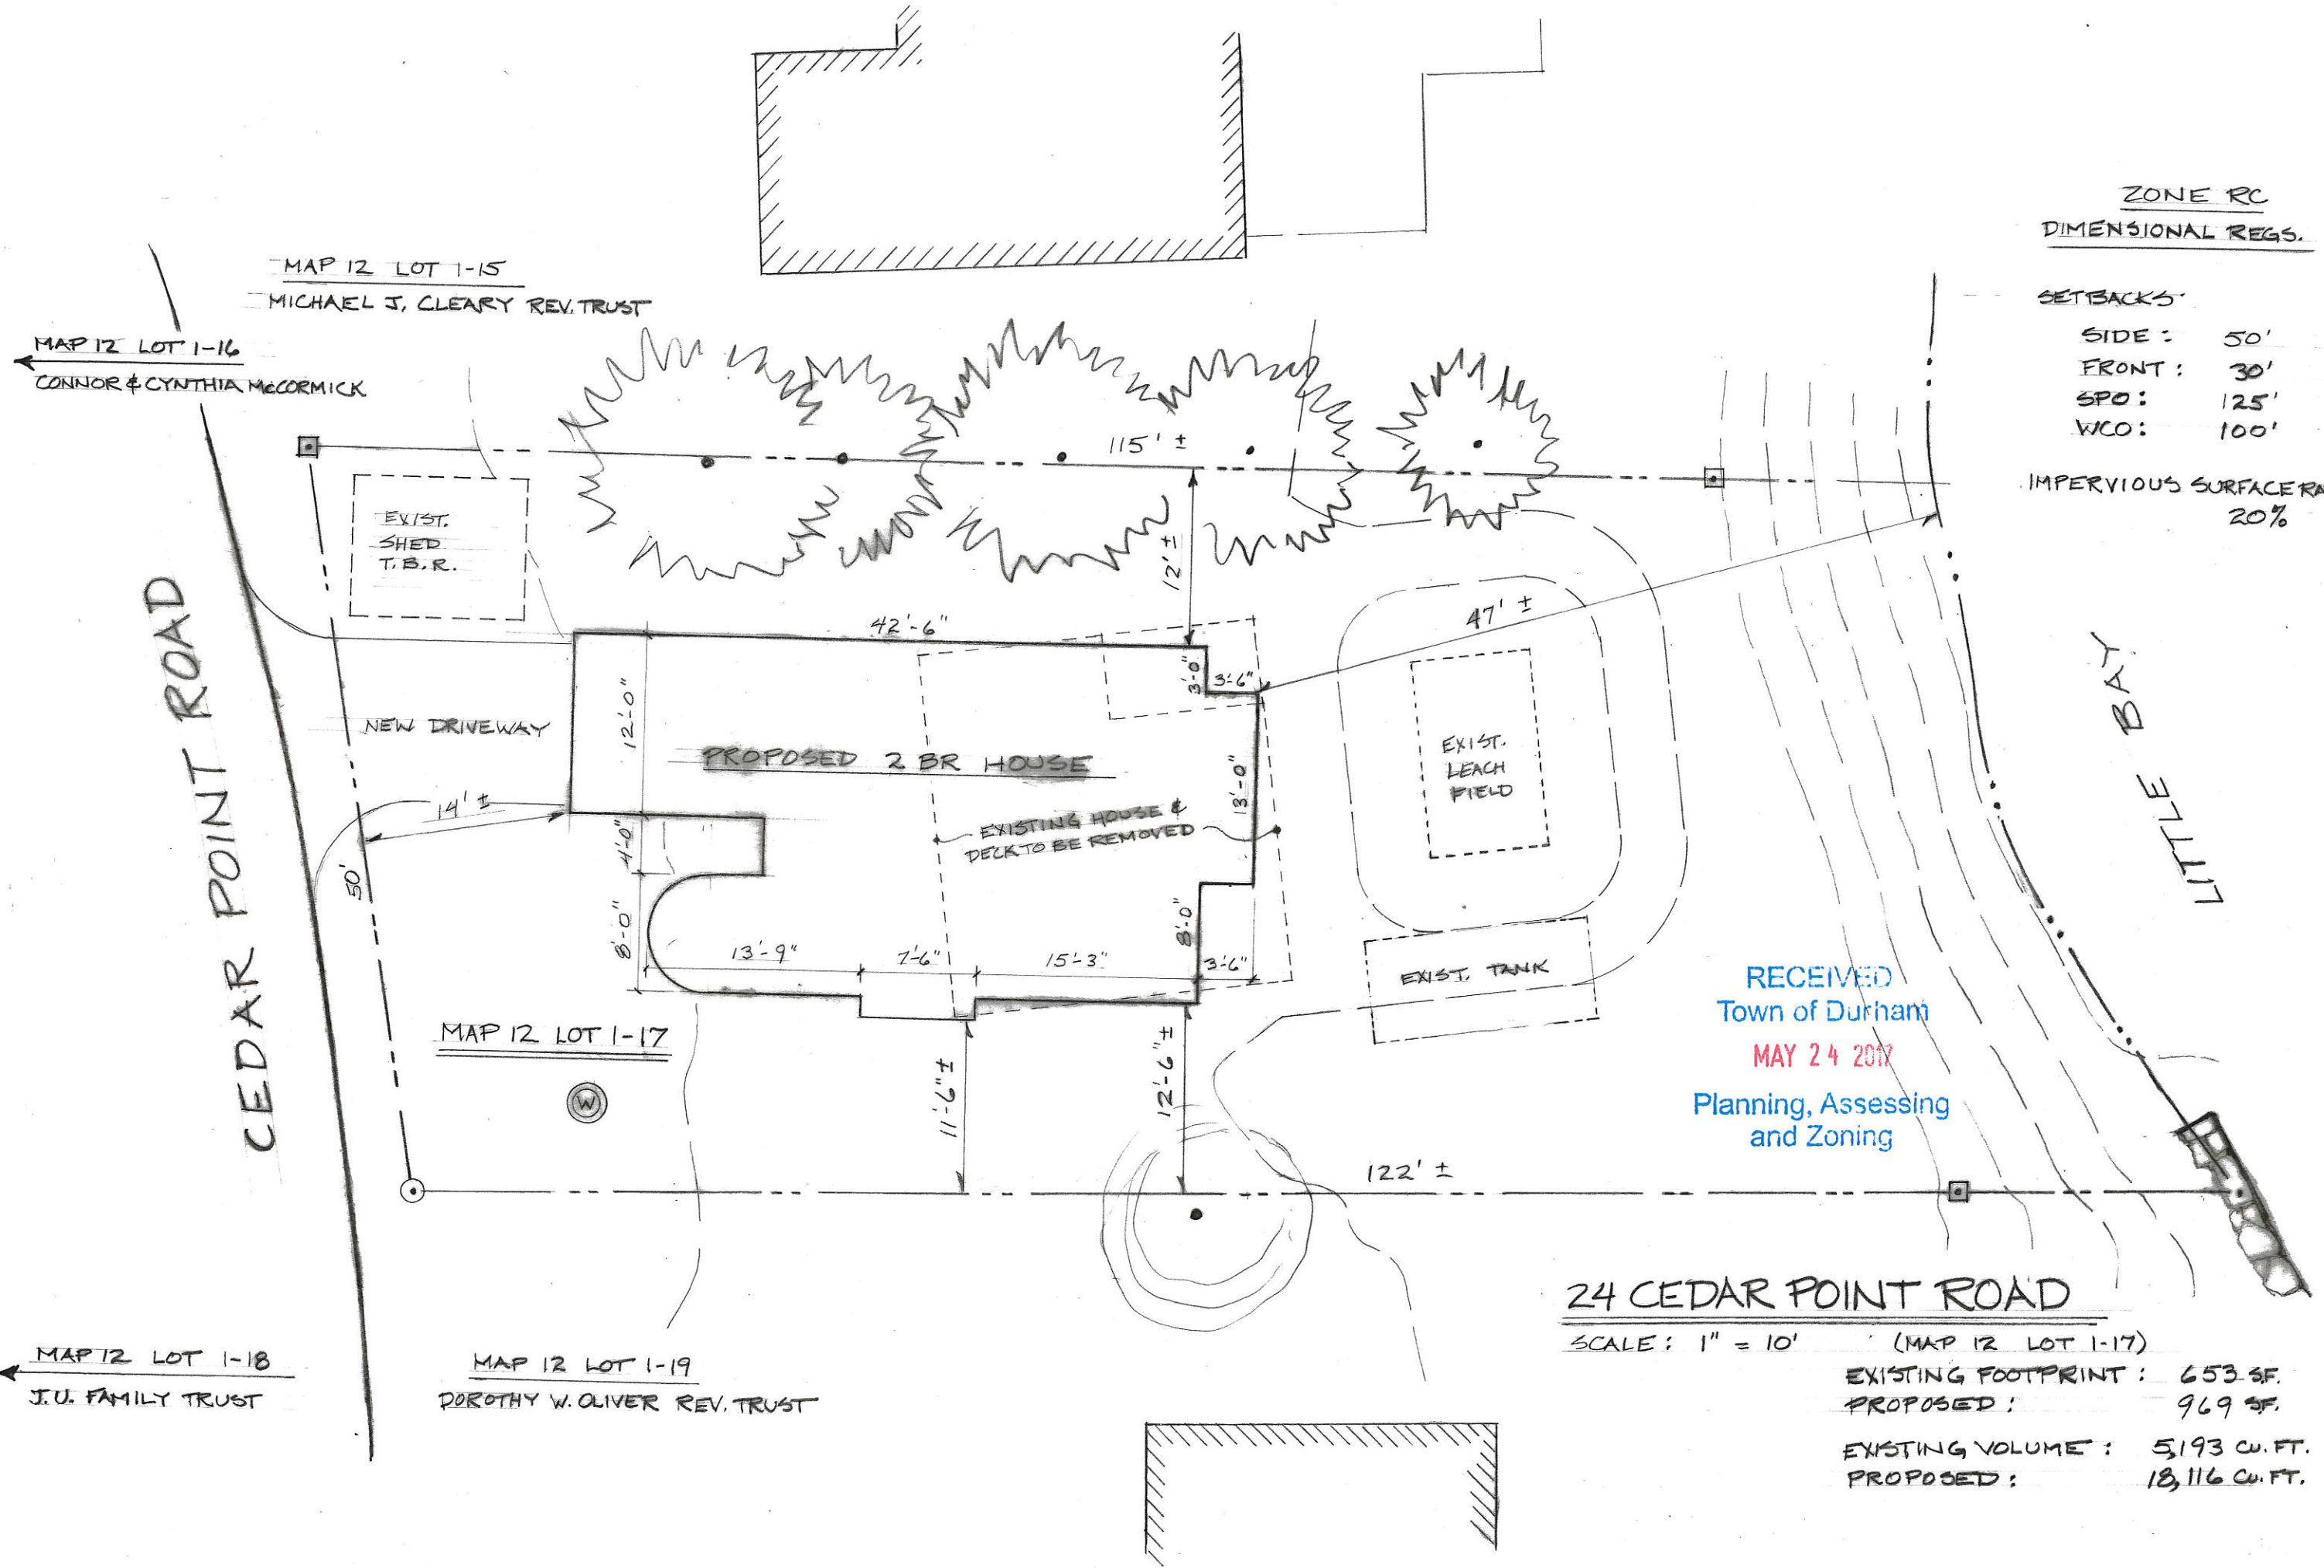 ZONE RC
DIMENSIONAL REGS.
SETBACKS:
SIDE: 50'
FRONT: 30'
SPO: 125'
WCO: 100'
IMPERVIOUS SURFACE
20%
MAP 12 LOT 1-15
MICHAEL J. CLEARY REV. TRUST
MAP 12 LOT 1-16
CONNOR & CYNTHIA McCORMICK
115' ±
EXIST.
SHED
T.B.R.
12' ±
47' ±
42'-6"
3'-0"
3'-6"
12'-0"
NEW DRIVEWAY
PROPOSED 2 BR HOUSE
13'-0"
EXIST.
LEACH
FIELD
14' ±
EXISTING HOUSE &
DECK TO BE REMOVED
4'-0"
50'
8'-0"
8'-0"
13'-9"
7'-6"
15'-3"
3'-6"
EXIST. TANK
CEDAR POINT ROAD
LITTLE BAY
RECEIVED
Town of Durham
MAY 24 2017
Planning, Assessing
and Zoning
MAP 12 LOT 1-17
W
11'-6" ±
12'-6" ±
122' ±
24 CEDAR POINT ROAD
SCALE: 1" = 10' (MAP 12 LOT 1-17)
EXISTING FOOTPRINT: 653 SF.
PROPOSED: 969 SF.
EXISTING VOLUME: 5,193 CU. FT.
PROPOSED: 18,116 CU. FT.
MAP 12 LOT 1-18
J.U. FAMILY TRUST
MAP 12 LOT 1-19
DOROTHY W. OLIVER REV. TRUST